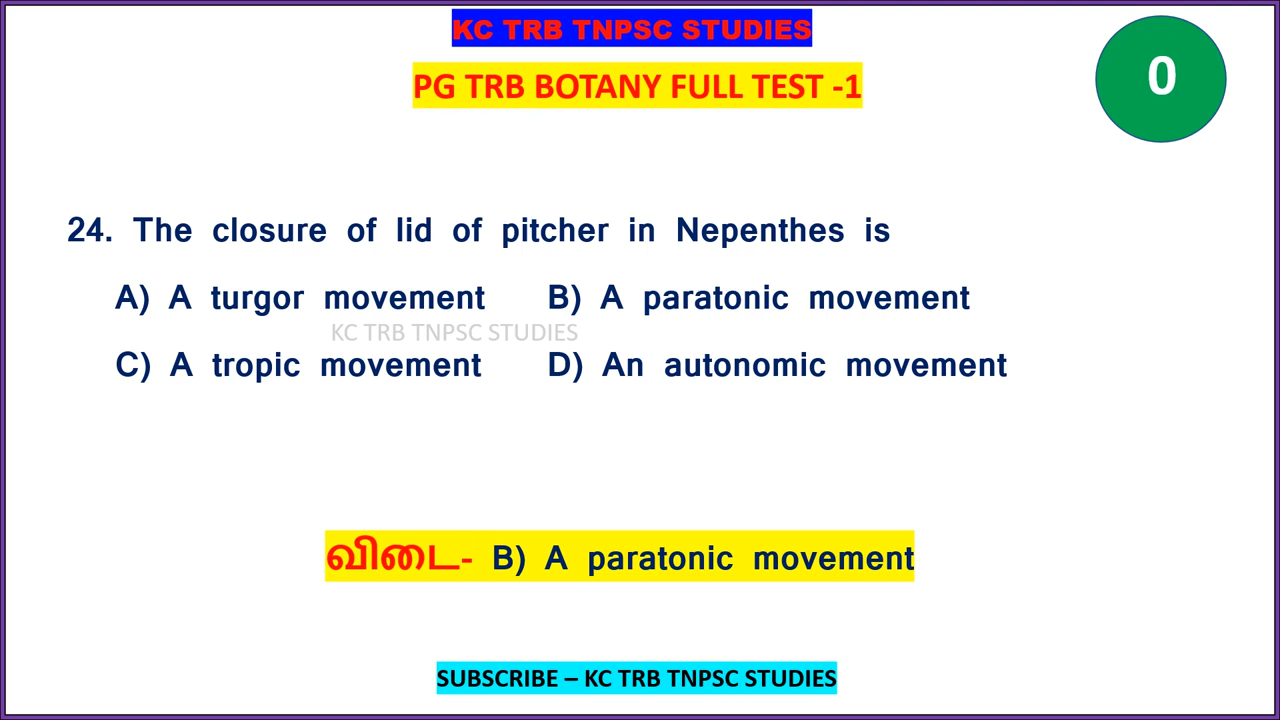 KC TRB TNPSC STUDIES
PG TRB BOTANY FULL TEST -1
0
24. The closure of lid of pitcher in Nepenthes is
A) A turgor movement B) A paratonic movement
KC TRB TNPSC STUDIES
C) A tropic movement D) An autonomic movement
விடை- B) A paratonic movement
SUBSCRIBE – KC TRB TNPSC STUDIES